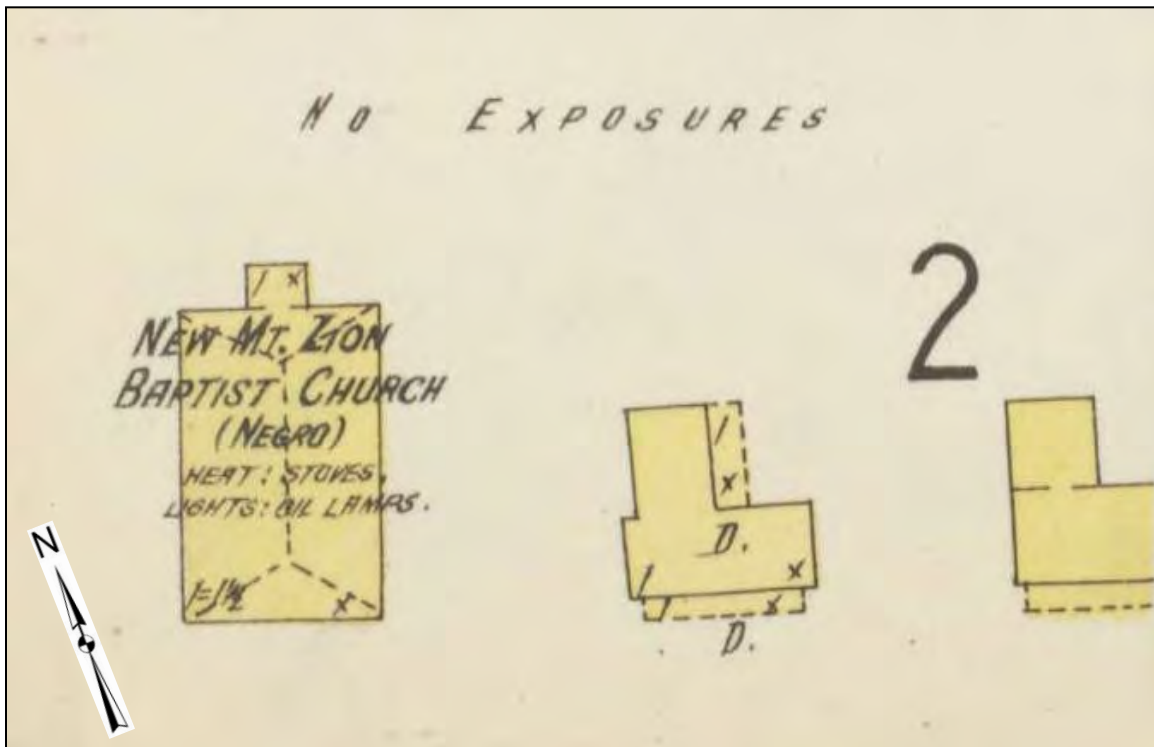 NO EXPOSURES
2
1 x
NEW MT. ZION
BAPTIST CHURCH
(NEGRO)
HEAT: STOVES,
LIGHTS: OIL LAMPS.
1
x
D.
N
1=1½
x
1
x
1
x
D.